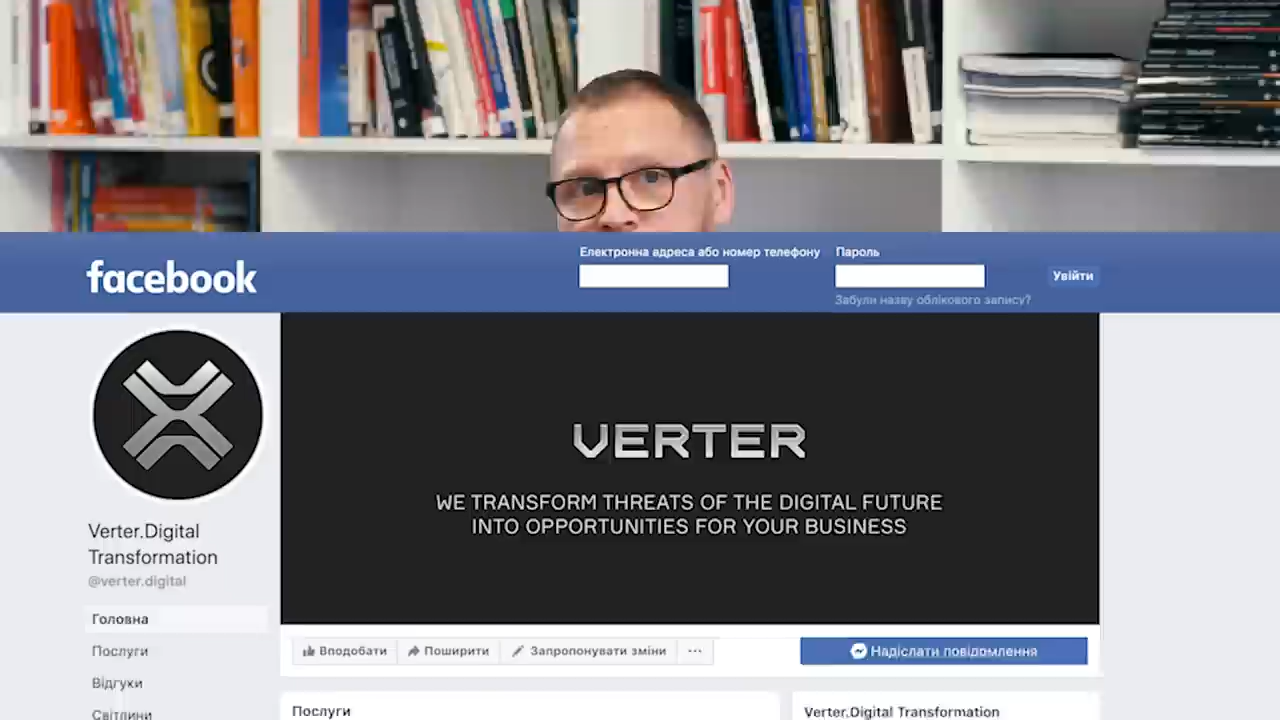 Електронна адреса або номер телефону
Пароль
facebook
Увійти
Забули назву облікового запису?
VERTER
WE TRANSFORM THREATS OF THE DIGITAL FUTURE
INTO OPPORTUNITIES FOR YOUR BUSINESS
Verter.Digital
Transformation
@verter.digital
Головна
Послуги
Відгуки
Світлини
Вподобати
Поширити
Запропонувати зміни
Надіслати повідомлення
Послуги
Verter.Digital Transformation